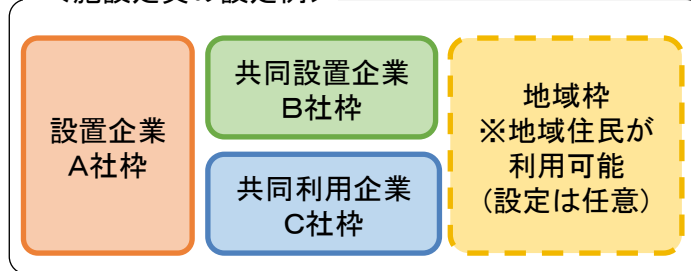 設置企業
A社枠
共同設置企業
B社枠
共同利用企業
C社枠
地域枠
※地域住民が
利用可能
(設定は任意)